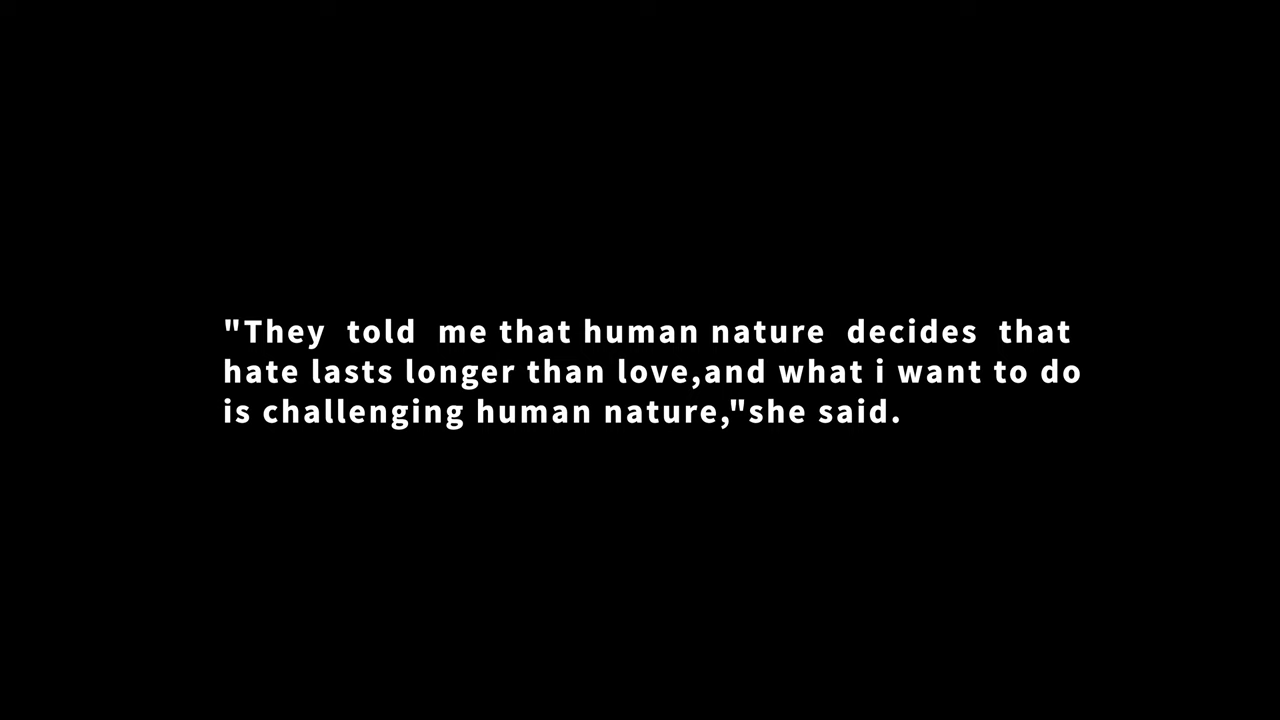 "They told me that human nature decides that
hate lasts longer than love,and what i want to do
is challenging human nature,"she said.